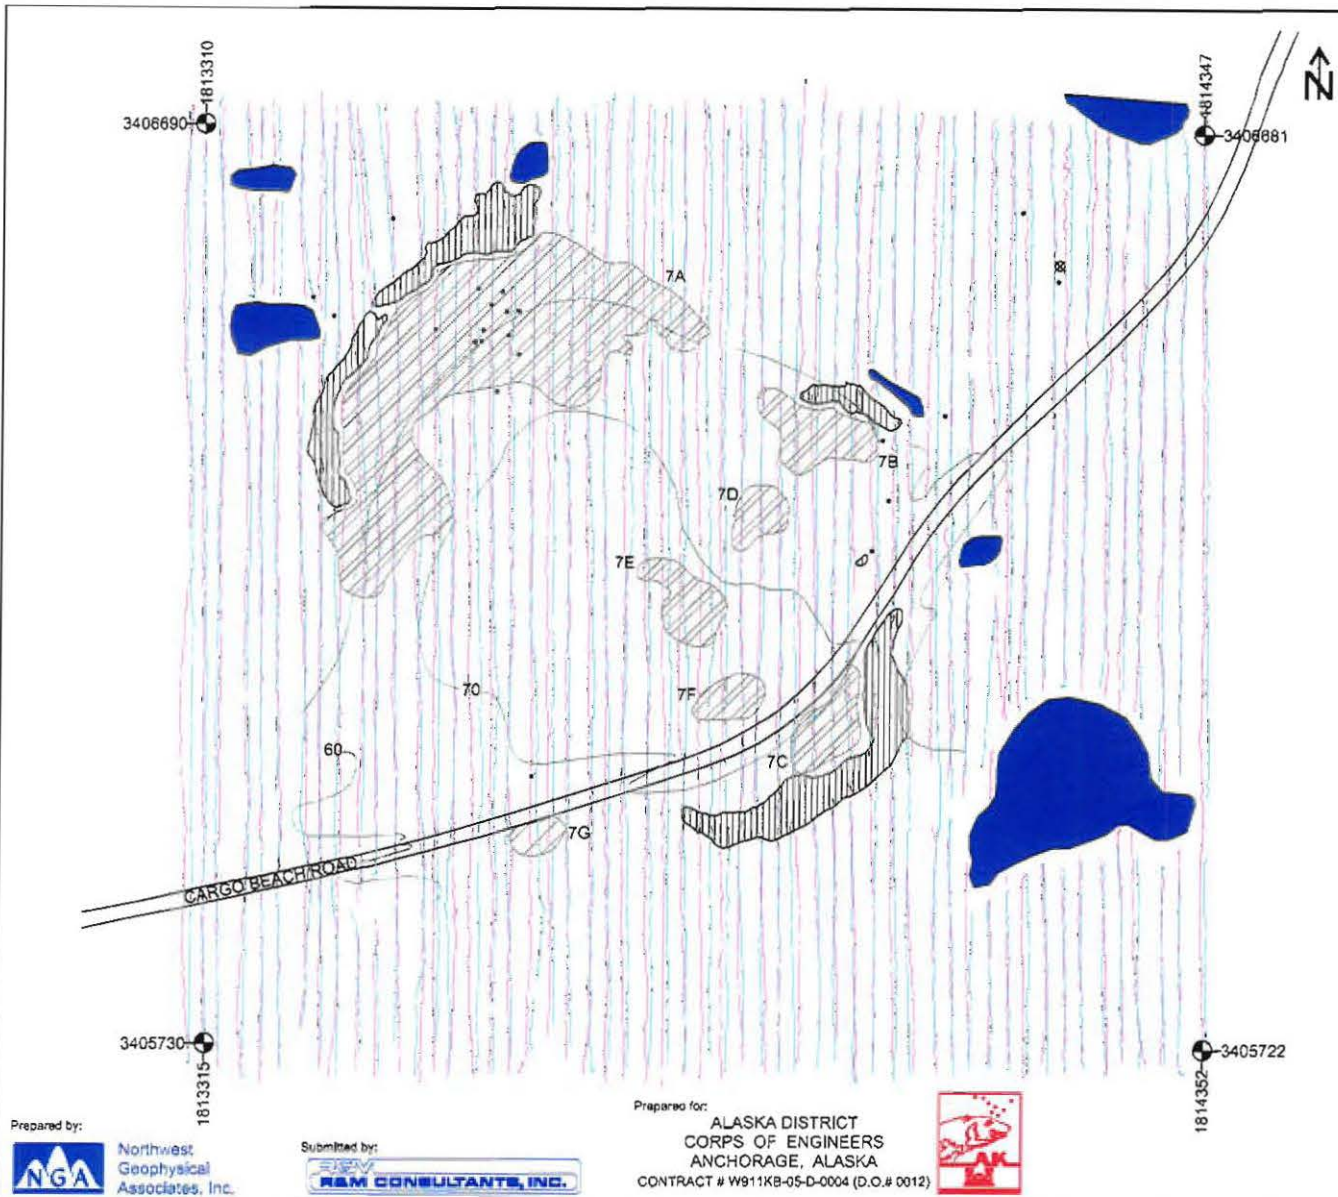 1813310
3406690
1814347
3406681
N
7A
7B
7D
7E
70
7F
60
7C
7G
CARGO BEACH ROAD
3405730
1813315
3405722
1814352
Prepared by:
NGA
Northwest
Geophysical
Associates, Inc.
Submitted by:
R&M
R&M CONSULTANTS, INC.
Prepared for:
ALASKA DISTRICT
CORPS OF ENGINEERS
ANCHORAGE, ALASKA
CONTRACT # W911KB-05-D-0004 (D.O.# 0012)
AK